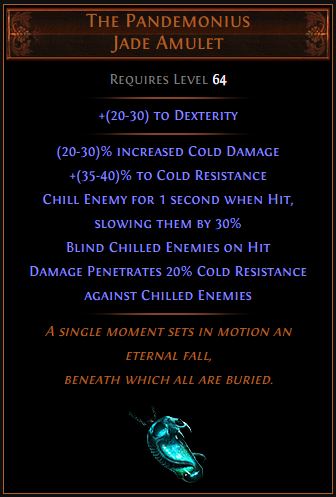 The Pandemonius
Jade Amulet
Requires Level 64
+(20-30) to Dexterity
(20-30)% increased Cold Damage
+(35-40)% to Cold Resistance
Chill Enemy for 1 second when Hit,
slowing them by 30%
Blind Chilled Enemies on Hit
Damage Penetrates 20% Cold Resistance
against Chilled Enemies
A single moment sets in motion an
eternal fall,
beneath which all are buried.